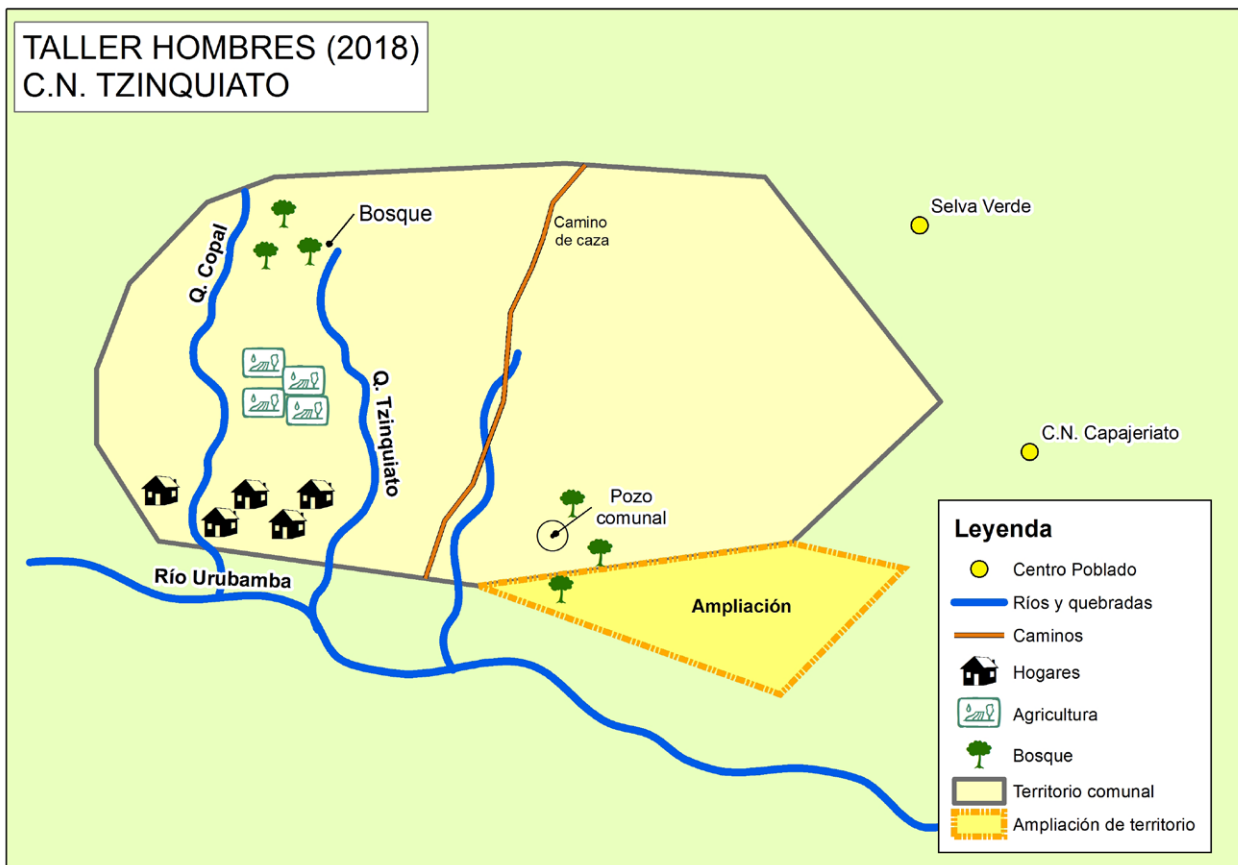 TALLER HOMBRES (2018)
C.N. TZINQUIATO
Selva Verde
Bosque
Camino
de caza
Q. Copal
Q. Tzinquiato
C.N. Capajeriato
Pozo
comunal
Río Urubamba
Ampliación
Leyenda
Centro Poblado
Ríos y quebradas
Caminos
Hogares
Agricultura
Bosque
Territorio comunal
Ampliación de territorio